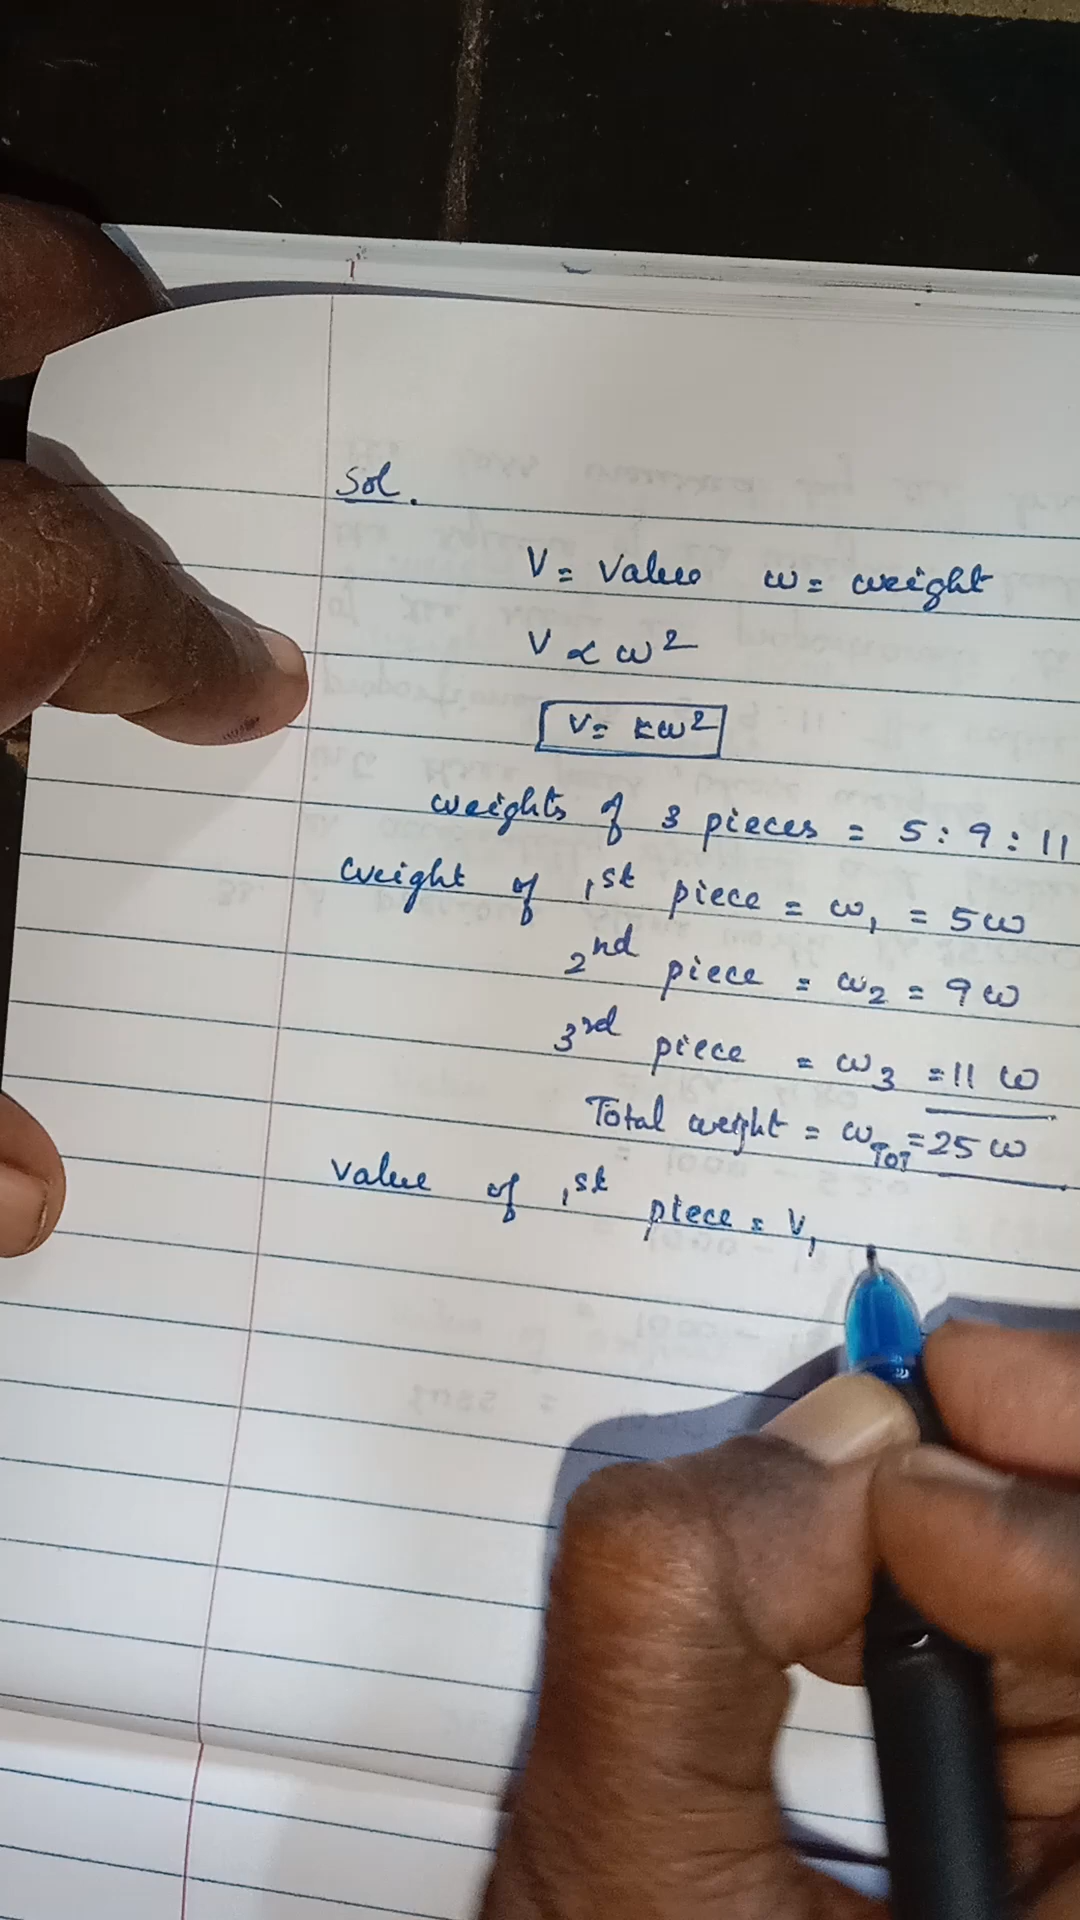 Sol.
V = Value w = weight
V ∝ w²
V = kw²
weights of 3 pieces = 5 : 9 : 11
weight of 1st piece = w₁ = 5w
2nd piece = w₂ = 9w
3rd piece = w₃ = 11 w
Total weight = w_TOT = 25 w
Value of 1st piece = V₁